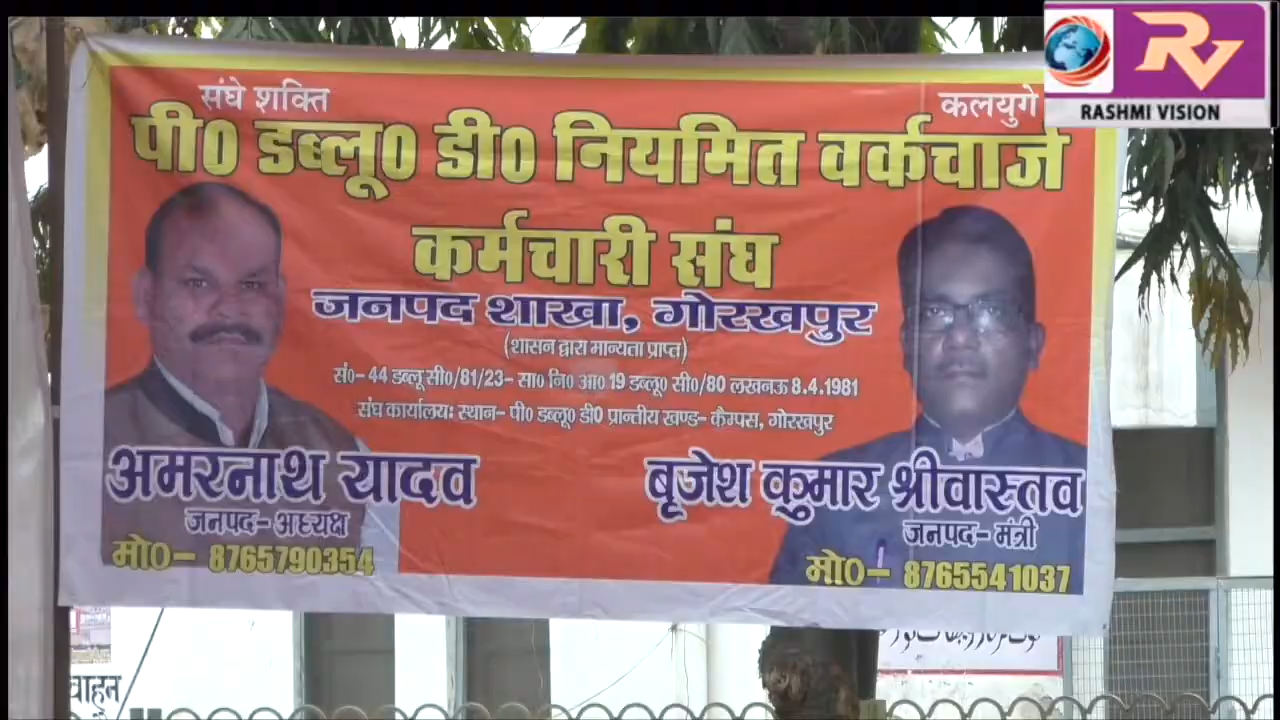 RV
RASHMI VISION
संघे शक्ति कलयुगे
पी0 डब्लू0 डी0 नियमित वर्कचार्ज
कर्मचारी संघ
जनपद शाखा, गोरखपुर
(शासन द्वारा मान्यता प्राप्त)
सं0- 44 डब्लू सी0/81/23- सा0 नि0 आ0 19 डब्लू0 सी0/80 लखनऊ 8.4.1981
संघ कार्यालय: स्थान- पी0 डब्लू0 डी0 प्रान्तीय खण्ड- कैम्पस, गोरखपुर
अमरनाथ यादव
जनपद- अध्यक्ष
मो0- 8765790354
बृजेश कुमार श्रीवास्तव
जनपद- मंत्री
मो0- 8765541037
वाहन